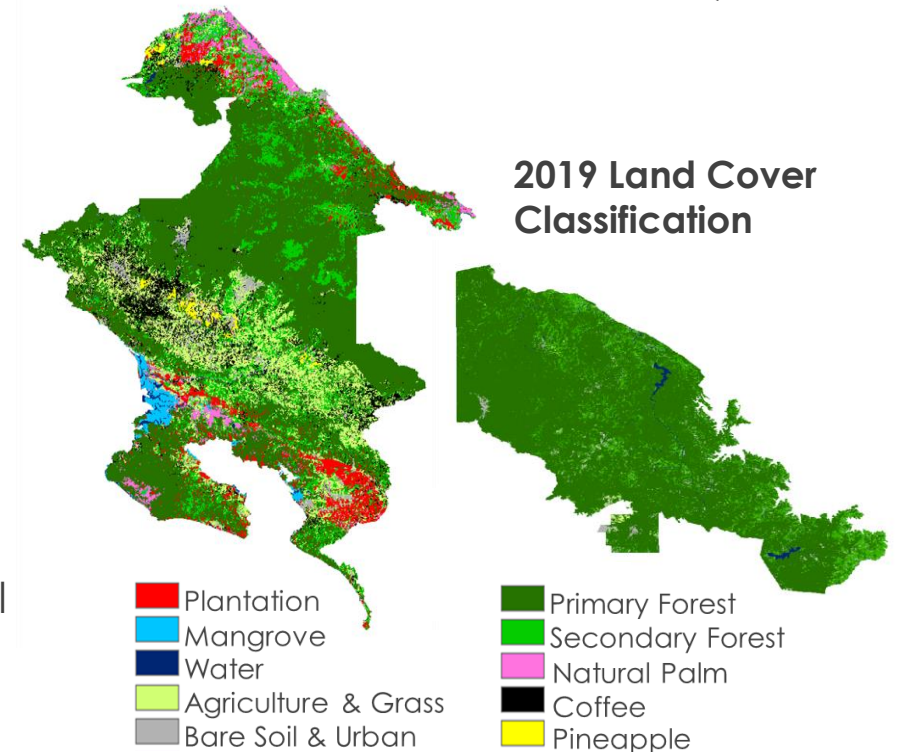 2019 Land Cover
Classification
Plantation
Mangrove
Water
Agriculture & Grass
Bare Soil & Urban
Primary Forest
Secondary Forest
Natural Palm
Coffee
Pineapple